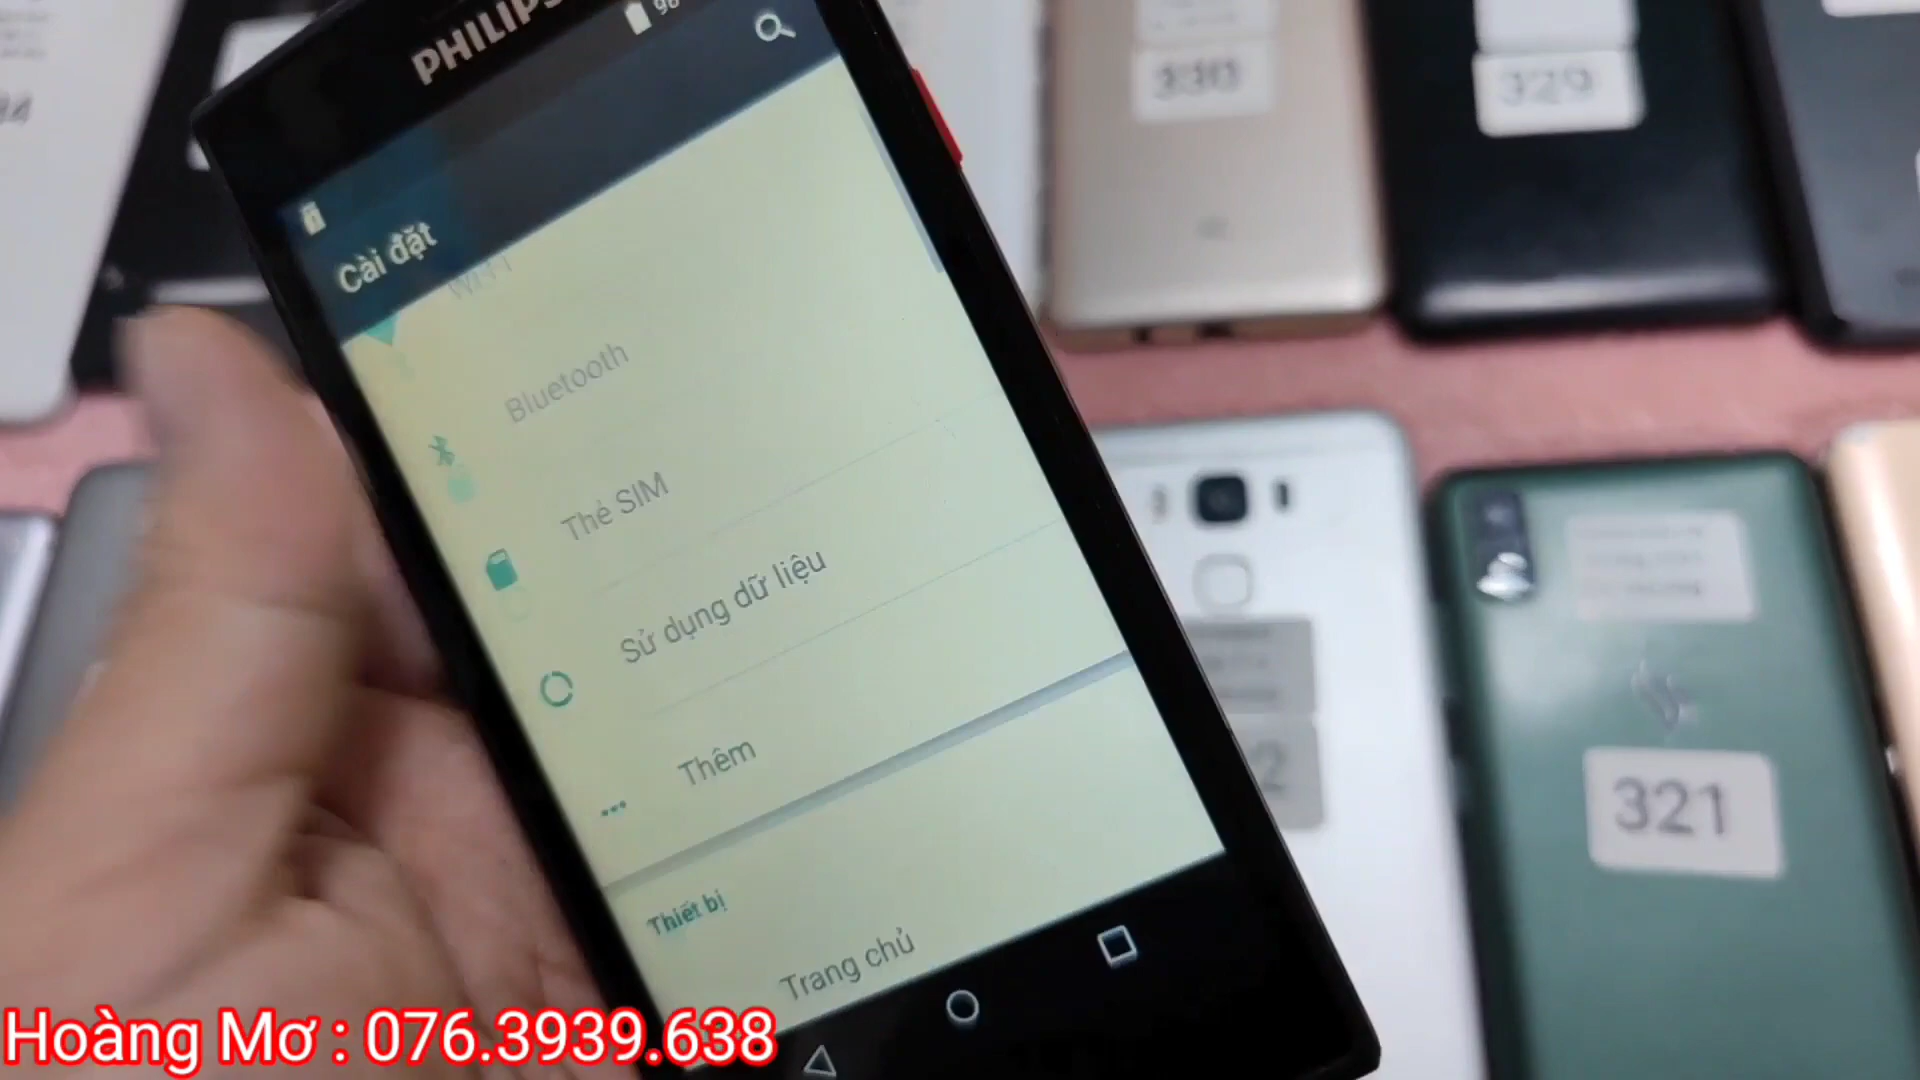 PHILIPS
Cài đặt
Bluetooth
Thẻ SIM
Sử dụng dữ liệu
Thêm
Thiết bị
Trang chủ
330
329
321
Hoàng Mơ : 076.3939.638